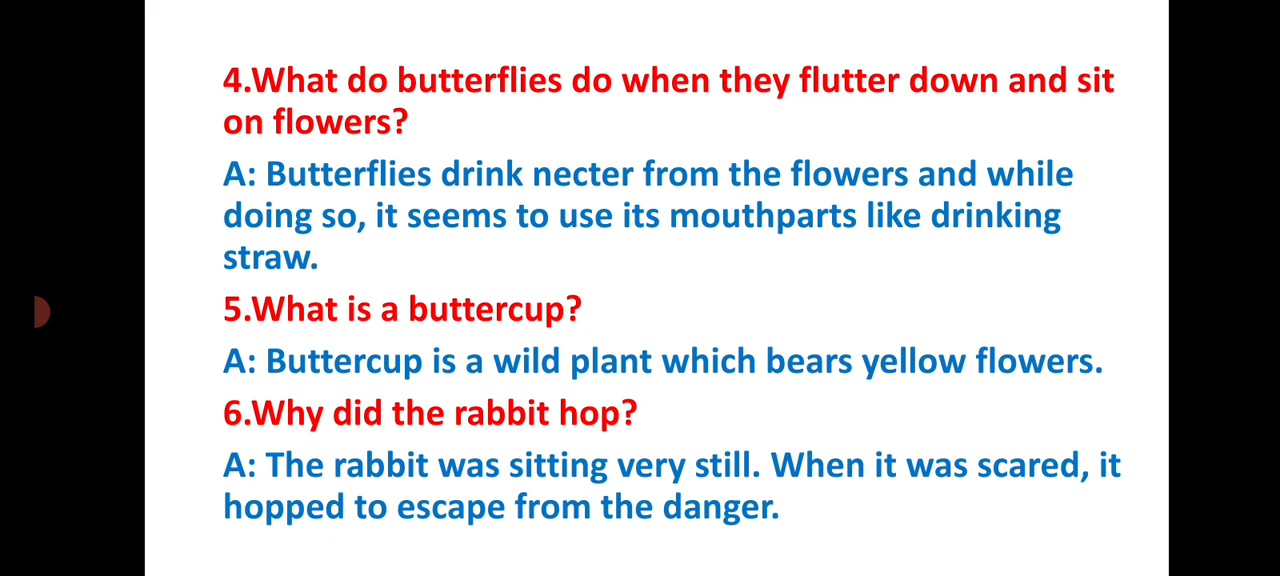 4.What do butterflies do when they flutter down and sit
on flowers?
A: Butterflies drink necter from the flowers and while
doing so, it seems to use its mouthparts like drinking
straw.
5.What is a buttercup?
A: Buttercup is a wild plant which bears yellow flowers.
6.Why did the rabbit hop?
A: The rabbit was sitting very still. When it was scared, it
hopped to escape from the danger.